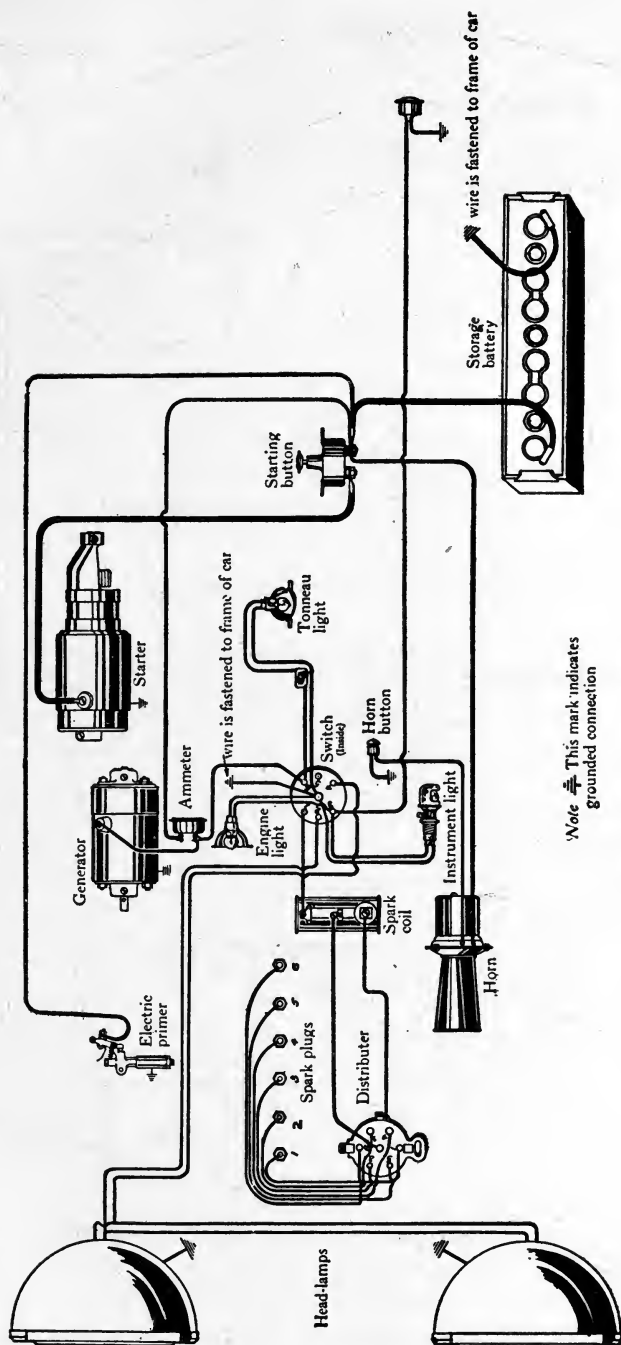 Electric
primer
Generator
Starter
Ammeter
wire is fastened to frame of car
Engine
light
Tonneau
light
Starting
button
Switch
(Inside)
Horn
button
Instrument light
Spark
coil
1 2 3 4 5 6
Spark plugs
Distributer
Head-lamps
Horn
Storage
battery
wire is fastened to frame of car
Note ⏚ This mark indicates
grounded connection